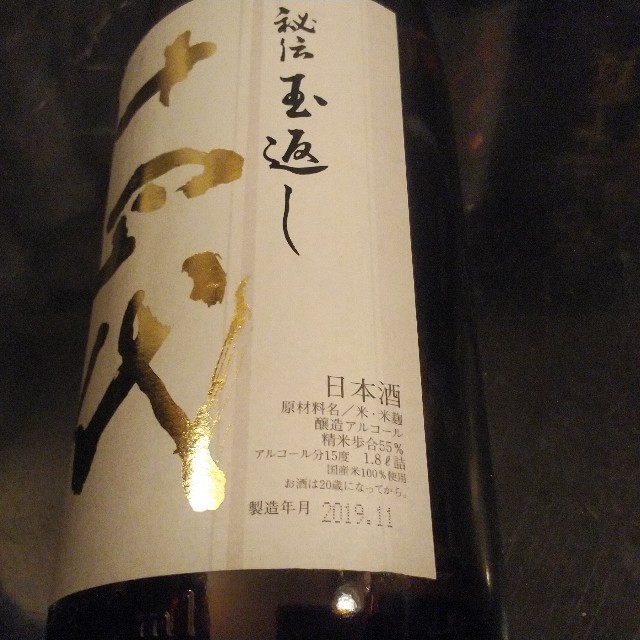 秘伝 玉返し
十四代
日本酒
原材料名／米・米麹
醸造アルコール
精米歩合55%
アルコール分15度 1.8ℓ詰
国産米100%使用
お酒は20歳になってから。
製造年月 2019.11